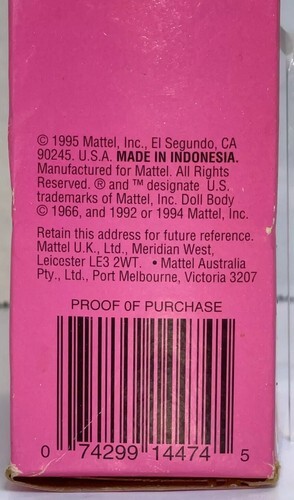 © 1995 Mattel, Inc., El Segundo, CA
90245. U.S.A. MADE IN INDONESIA.
Manufactured for Mattel. All Rights
Reserved. ® and ™ designate U.S.
trademarks of Mattel, Inc. Doll Body
© 1966, and 1992 or 1994 Mattel, Inc.
Retain this address for future reference.
Mattel U.K., Ltd., Meridian West,
Leicester LE3 2WT. • Mattel Australia
Pty., Ltd., Port Melbourne, Victoria 3207
PROOF OF PURCHASE
0 74299 14474 5